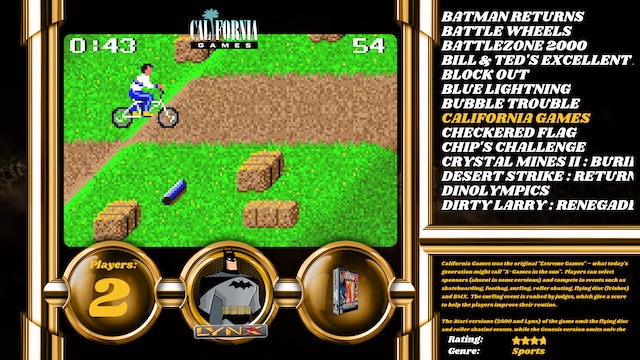 CALIFORNIA
GAMES
0:43
54
BATMAN RETURNS
BATTLE WHEELS
BATTLEZONE 2000
BILL & TED'S EXCELLENT
BLOCK OUT
BLUE LIGHTNING
BUBBLE TROUBLE
CALIFORNIA GAMES
CHECKERED FLAG
CHIP'S CHALLENGE
CRYSTAL MINES II : BURI
DESERT STRIKE : RETURN
DINOLYMPICS
DIRTY LARRY : RENEGADE
Players:
2
LYNX
California Games was the original "Extreme Games" – what today's
generation might call "X-Games in the sun". Players can select
sponsors (absent in some versions) and compete in events such as
skateboarding, footbag, surfing, roller skating, flying disc (frisbee)
and BMX. The surfing event is ranked by judges, which give a score
to help the players improve their routine.
The Atari versions (2600 and Lynx) of the game omit the flying disc
and roller skating events, while the Genesis version omits only the
Rating:
Genre: Sports